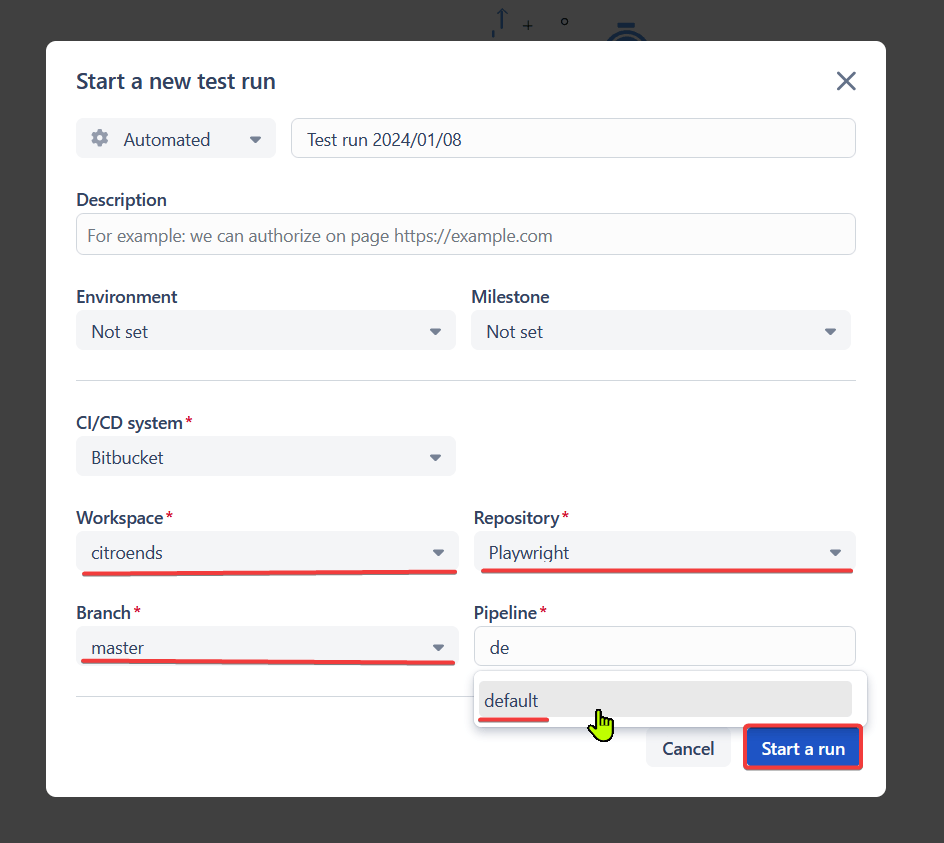 Start a new test run
Automated
Test run 2024/01/08
Description
For example: we can authorize on page https://example.com
Environment
Milestone
Not set
Not set
CI/CD system*
Bitbucket
Workspace*
Repository*
citroends
Playwright
Branch*
Pipeline*
master
de
default
Cancel
Start a run